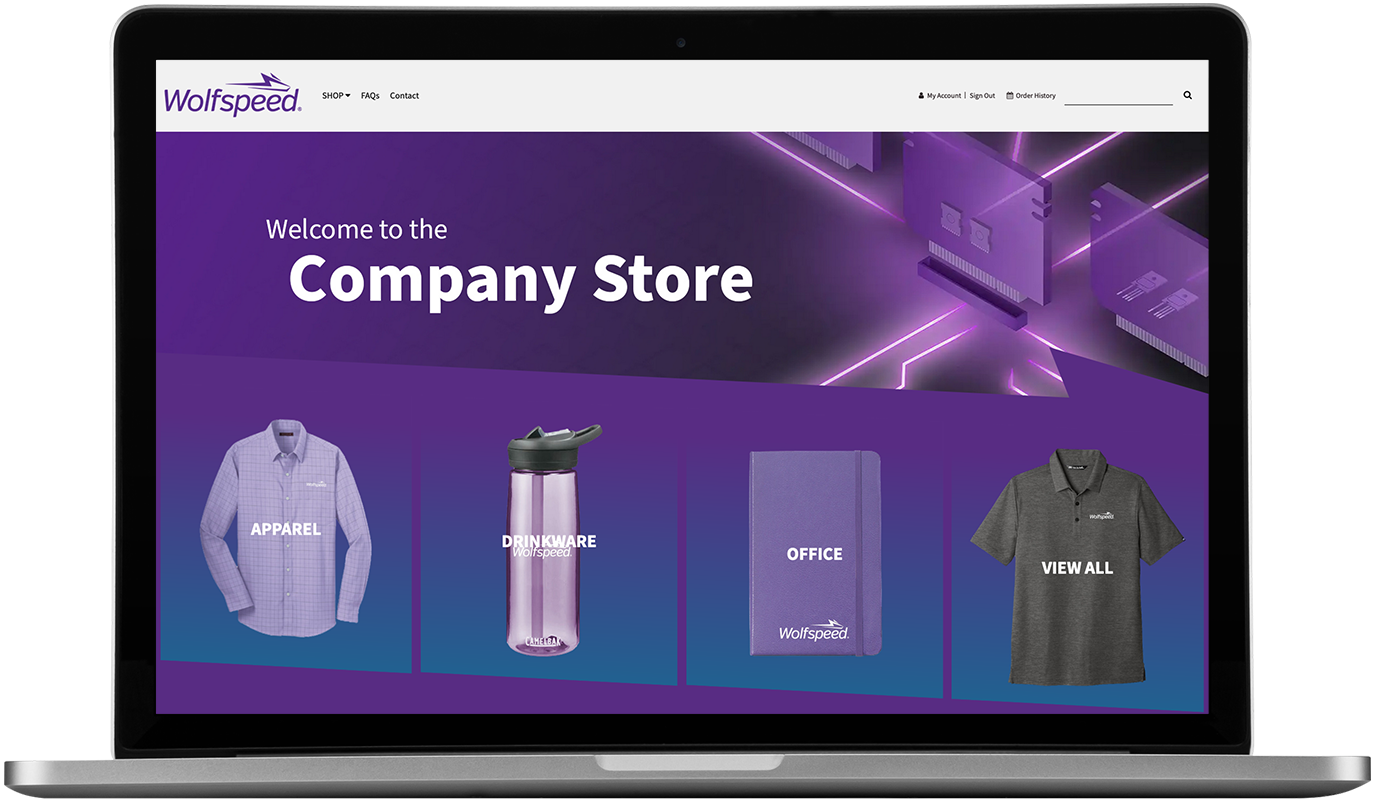 Wolfspeed®
SHOP
FAQs
Contact
My Account | Sign Out
Order History
Welcome to the
Company Store
Wolfspeed
APPAREL
DRINKWARE
Wolfspeed.
CAMELBAK
OFFICE
Wolfspeed.
Wolfspeed
VIEW ALL